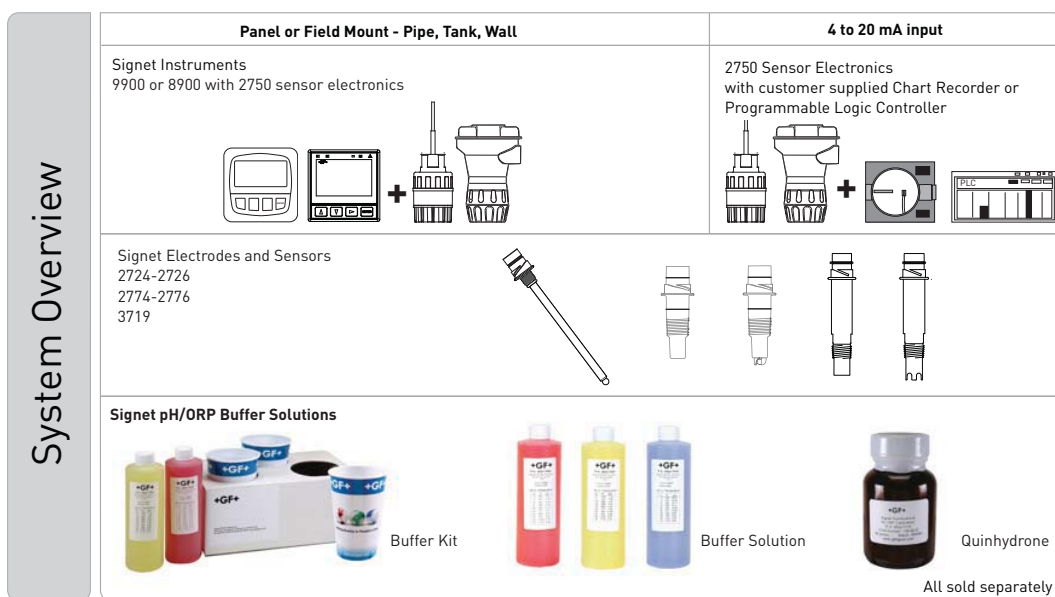 System Overview
Panel or Field Mount - Pipe, Tank, Wall
4 to 20 mA input
Signet Instruments
9900 or 8900 with 2750 sensor electronics
2750 Sensor Electronics
with customer supplied Chart Recorder or
Programmable Logic Controller
PLC
Signet Electrodes and Sensors
2724-2726
2774-2776
3719
Signet pH/ORP Buffer Solutions
+GF+
+GF+
+GF+
+GF+
+GF+
+GF+
+GF+
Buffer Kit
+GF+
+GF+
+GF+
Buffer Solution
+GF+
Quinhydrone
All sold separately